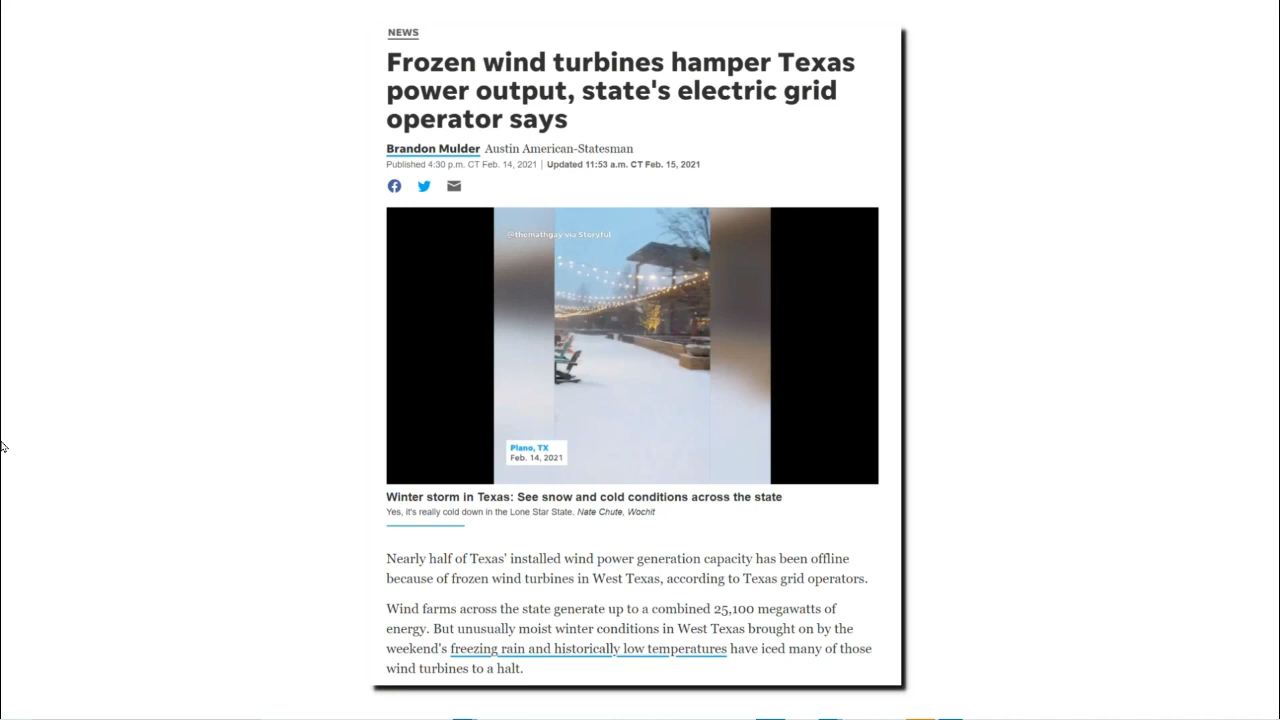 NEWS
Frozen wind turbines hamper Texas
power output, state's electric grid
operator says
Brandon Mulder Austin American-Statesman
Published 4:30 p.m. CT Feb. 14, 2021 | Updated 11:53 a.m. CT Feb. 15, 2021
@themathgay via Storyful
Plano, TX
Feb. 14, 2021
Winter storm in Texas: See snow and cold conditions across the state
Yes, it's really cold down in the Lone Star State. Nate Chute, Wochit
Nearly half of Texas' installed wind power generation capacity has been offline
because of frozen wind turbines in West Texas, according to Texas grid operators.
Wind farms across the state generate up to a combined 25,100 megawatts of
energy. But unusually moist winter conditions in West Texas brought on by the
weekend's freezing rain and historically low temperatures have iced many of those
wind turbines to a halt.